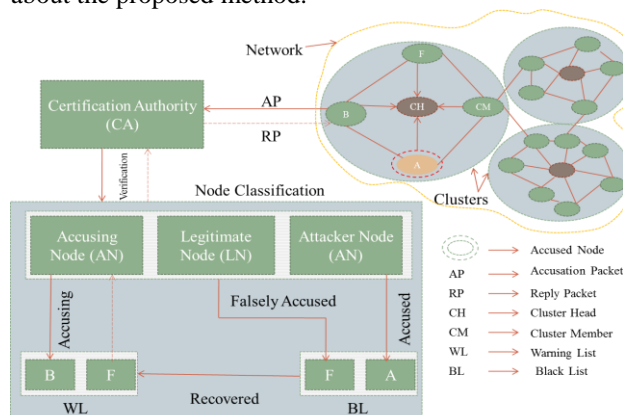 about the proposed method.
Network
F
Certification Authority
(CA)
AP
RP
B
CH
CM
A
Verification
Clusters
Node Classification
Accusing
Node (AN)
Legitimate
Node (LN)
Attacker Node
(AN)
Accusing
Falsely Accused
Accused
B
F
F
A
WL
Recovered
BL
Accused Node
AP
Accusation Packet
RP
Reply Packet
CH
Cluster Head
CM
Cluster Member
WL
Warning List
BL
Black List